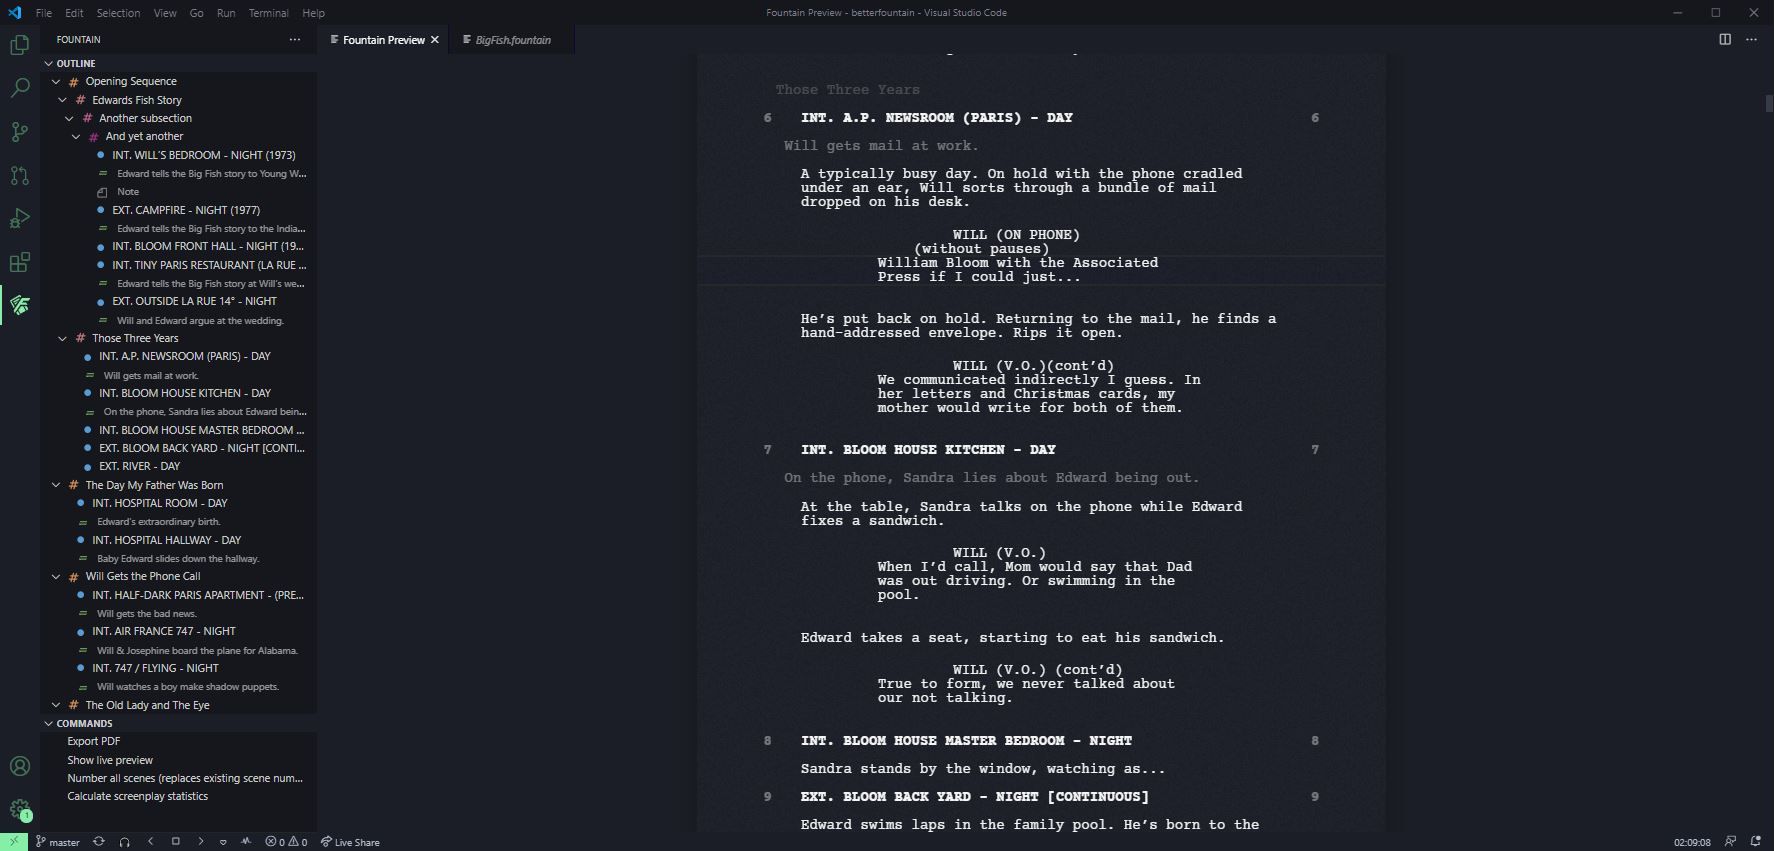 File Edit Selection View Go Run Terminal Help
Fountain Preview - betterfountain - Visual Studio Code
FOUNTAIN
Fountain Preview
BigFish.fountain
OUTLINE
# Opening Sequence
# Edwards Fish Story
# Another subsection
# And yet another
INT. WILL'S BEDROOM - NIGHT (1973)
Edward tells the Big Fish story to Young W...
Note
EXT. CAMPFIRE - NIGHT (1977)
Edward tells the Big Fish story to the India...
INT. BLOOM FRONT HALL - NIGHT (19...
INT. TINY PARIS RESTAURANT (LA RUE ...
Edward tells the Big Fish story at Will's we...
EXT. OUTSIDE LA RUE 14° - NIGHT
Will and Edward argue at the wedding.
# Those Three Years
INT. A.P. NEWSROOM (PARIS) - DAY
Will gets mail at work.
INT. BLOOM HOUSE KITCHEN - DAY
On the phone, Sandra lies about Edward bein...
INT. BLOOM HOUSE MASTER BEDROOM ...
EXT. BLOOM BACK YARD - NIGHT [CONTI...
EXT. RIVER - DAY
# The Day My Father Was Born
INT. HOSPITAL ROOM - DAY
Edward's extraordinary birth.
INT. HOSPITAL HALLWAY - DAY
Baby Edward slides down the hallway.
# Will Gets the Phone Call
INT. HALF-DARK PARIS APARTMENT - (PRE...
Will gets the bad news.
INT. AIR FRANCE 747 - NIGHT
Will & Josephine board the plane for Alabama.
INT. 747 / FLYING - NIGHT
Will watches a boy make shadow puppets.
# The Old Lady and The Eye
COMMANDS
Export PDF
Show live preview
Number all scenes (replaces existing scene num...
Calculate screenplay statistics
Those Three Years
6 INT. A.P. NEWSROOM (PARIS) - DAY 6
Will gets mail at work.
A typically busy day. On hold with the phone cradled
under an ear, Will sorts through a bundle of mail
dropped on his desk.
WILL (ON PHONE)
(without pauses)
William Bloom with the Associated
Press if I could just...
He's put back on hold. Returning to the mail, he finds a
hand-addressed envelope. Rips it open.
WILL (V.O.)(cont'd)
We communicated indirectly I guess. In
her letters and Christmas cards, my
mother would write for both of them.
7 INT. BLOOM HOUSE KITCHEN - DAY 7
On the phone, Sandra lies about Edward being out.
At the table, Sandra talks on the phone while Edward
fixes a sandwich.
WILL (V.O.)
When I'd call, Mom would say that Dad
was out driving. Or swimming in the
pool.
Edward takes a seat, starting to eat his sandwich.
WILL (V.O.) (cont'd)
True to form, we never talked about
our not talking.
8 INT. BLOOM HOUSE MASTER BEDROOM - NIGHT 8
Sandra stands by the window, watching as...
9 EXT. BLOOM BACK YARD - NIGHT [CONTINUOUS] 9
Edward swims laps in the family pool. He's born to the
1
master 0 0 Live Share 02:09:08